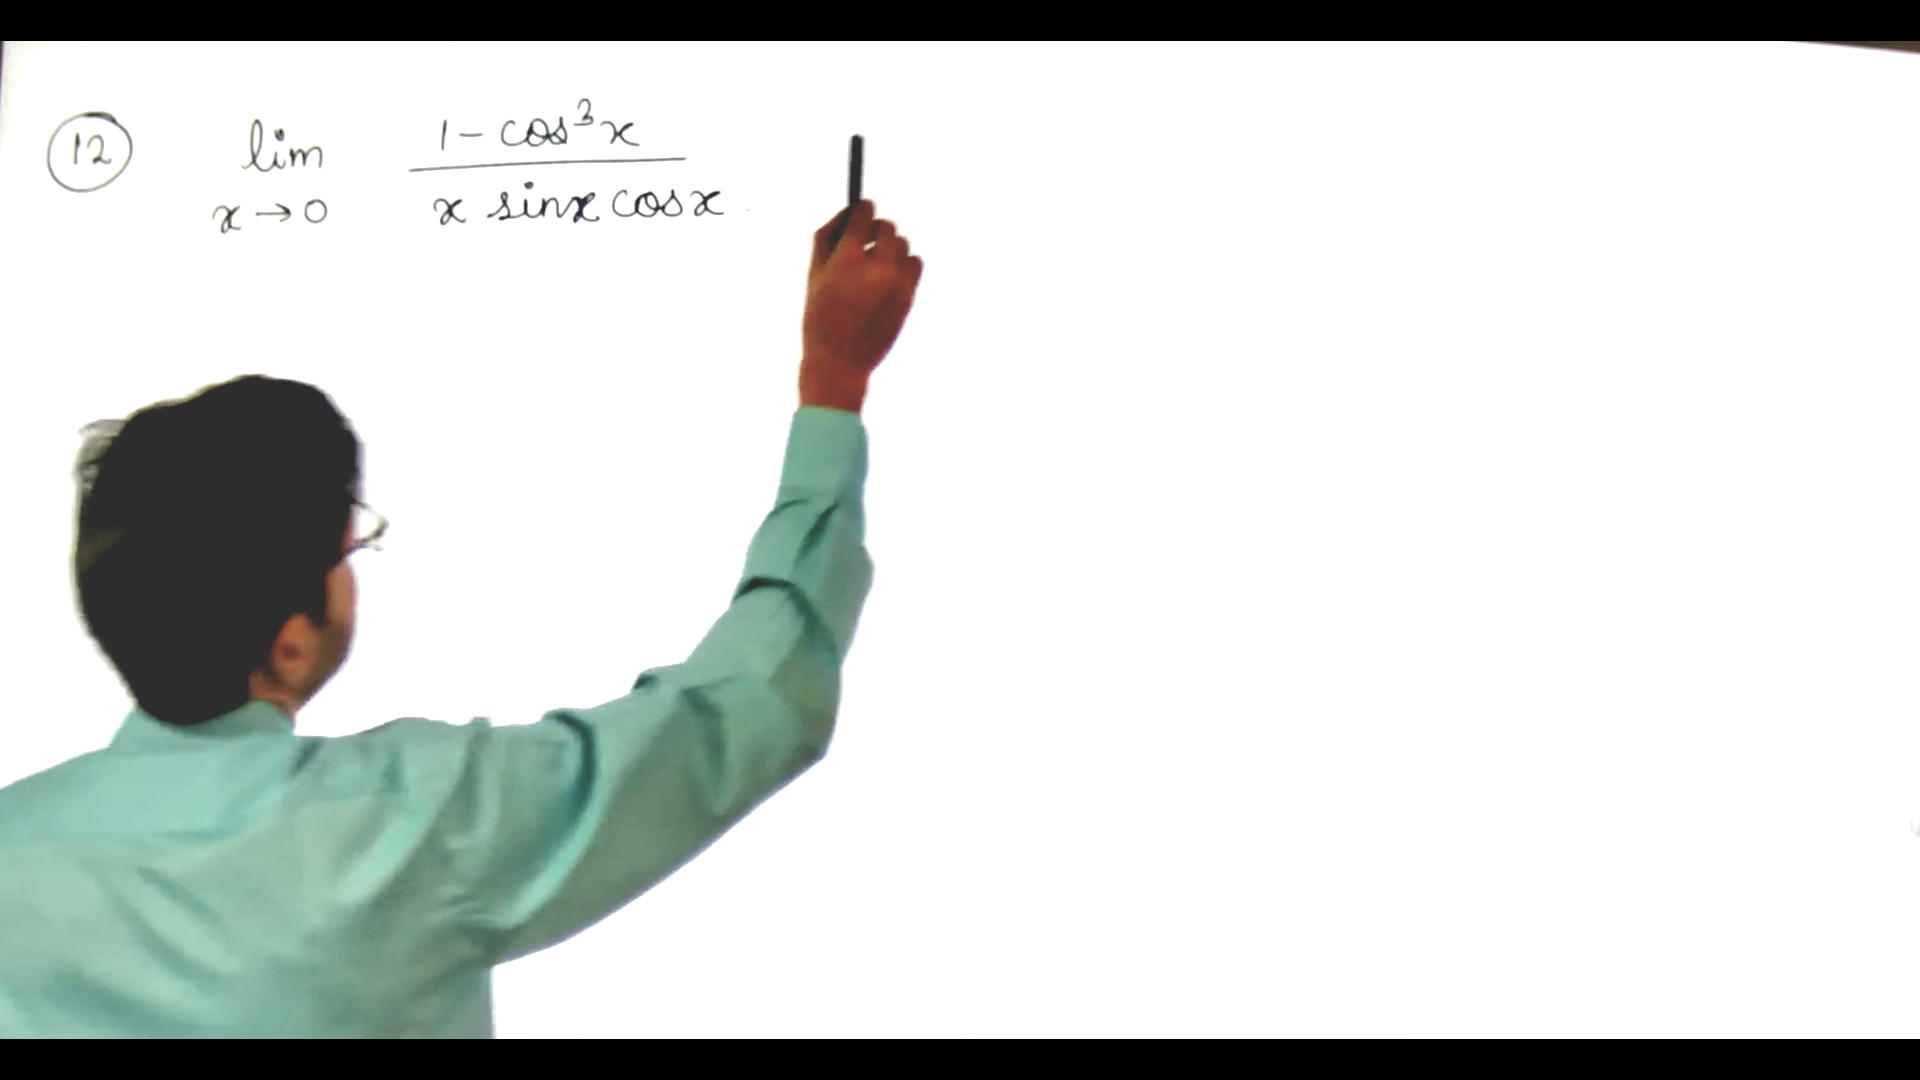 12 lim 1 - cos³x
x → 0 x sinx cosx